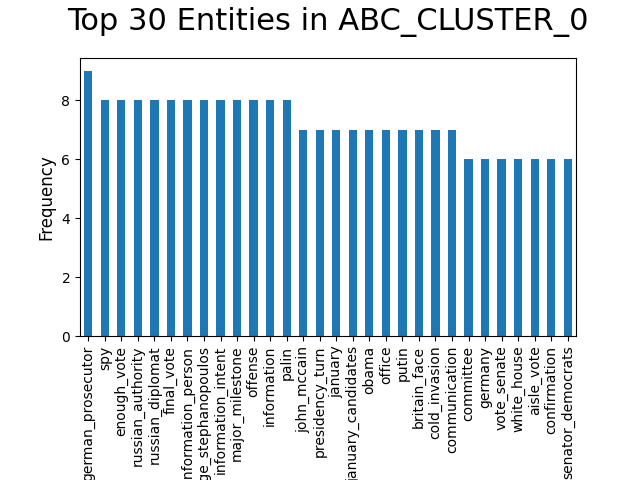 Top 30 Entities in ABC_CLUSTER_0
Frequency
8
6
4
2
0
german_prosecutor
spy
enough_vote
russian_authority
russian_diplomat
final_vote
nformation_person
ge_stephanopoulos
information_intent
major_milestone
offense
information
palin
john_mccain
presidency_turn
january
january_candidates
obama
office
putin
britain_face
cold_invasion
communication
committee
germany
vote_senate
white_house
aisle_vote
confirmation
senator_democrats